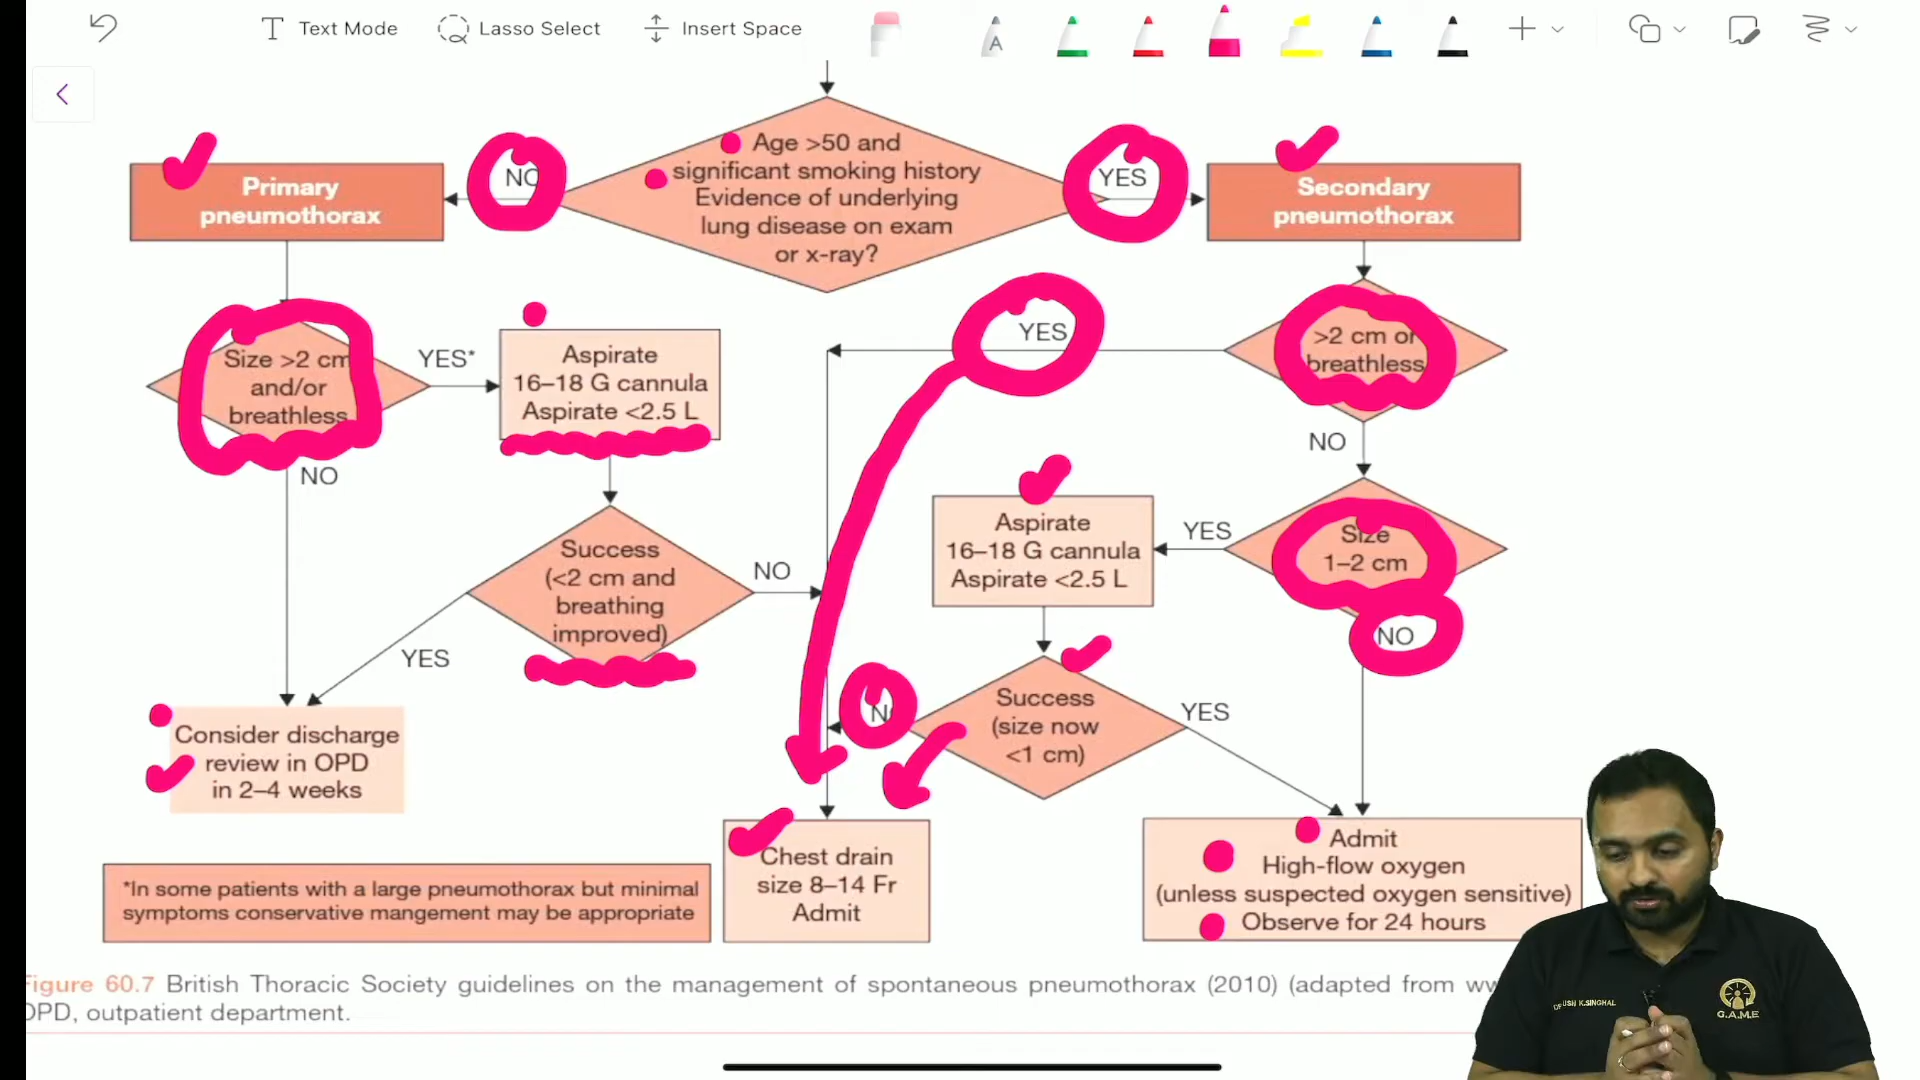 Text Mode
Lasso Select
Insert Space
A
Age >50 and
significant smoking history
Evidence of underlying
lung disease on exam
or x-ray?
NO
YES
Primary
pneumothorax
Secondary
pneumothorax
Size >2 cm
and/or
breathless
YES*
Aspirate
16–18 G cannula
Aspirate <2.5 L
YES
>2 cm or
breathless
NO
NO
Success
(<2 cm and
breathing
improved)
NO
YES
Aspirate
16–18 G cannula
Aspirate <2.5 L
YES
Size
1–2 cm
NO
Success
(size now
<1 cm)
NO
YES
Consider discharge
review in OPD
in 2–4 weeks
Chest drain
size 8–14 Fr
Admit
Admit
High-flow oxygen
(unless suspected oxygen sensitive)
Observe for 24 hours
*In some patients with a large pneumothorax but minimal
symptoms conservative mangement may be appropriate
Figure 60.7 British Thoracic Society guidelines on the management of spontaneous pneumothorax (2010) (adapted from
OPD, outpatient department.
K.SINGHAL
G.A.M.E